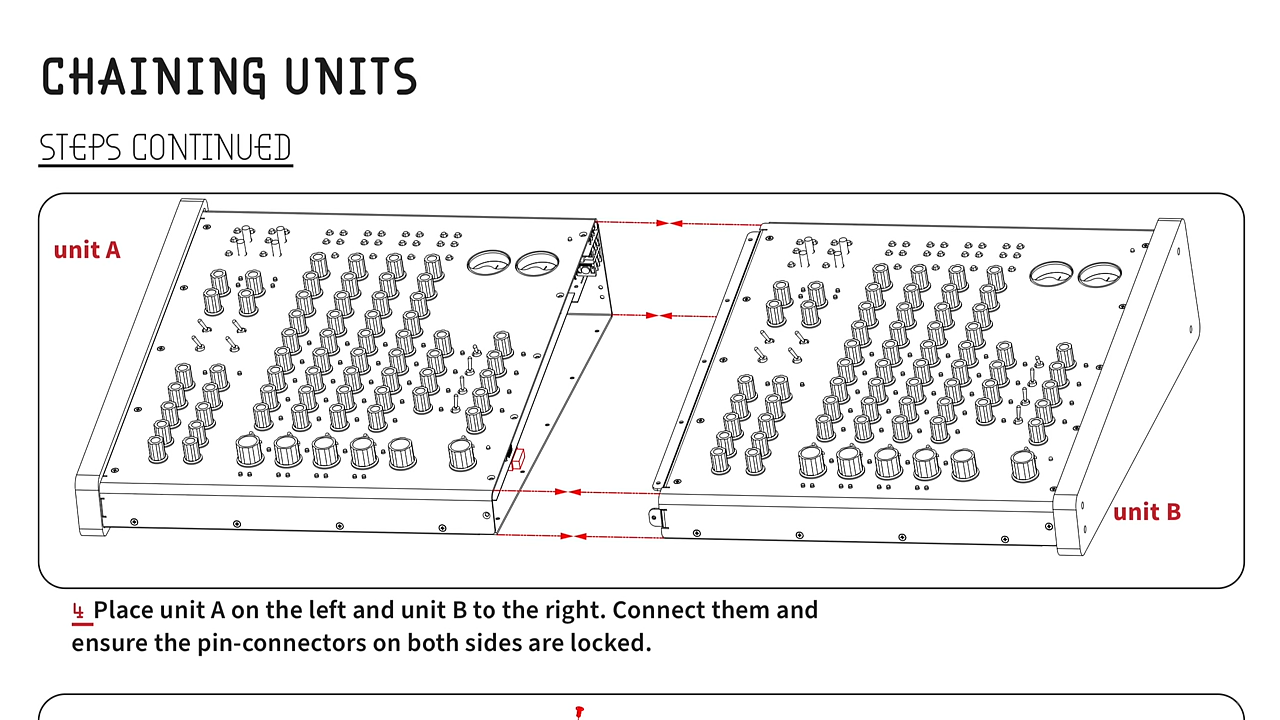 CHAINING UNITS
STEPS CONTINUED
unit A
unit B
4 Place unit A on the left and unit B to the right. Connect them and
ensure the pin-connectors on both sides are locked.